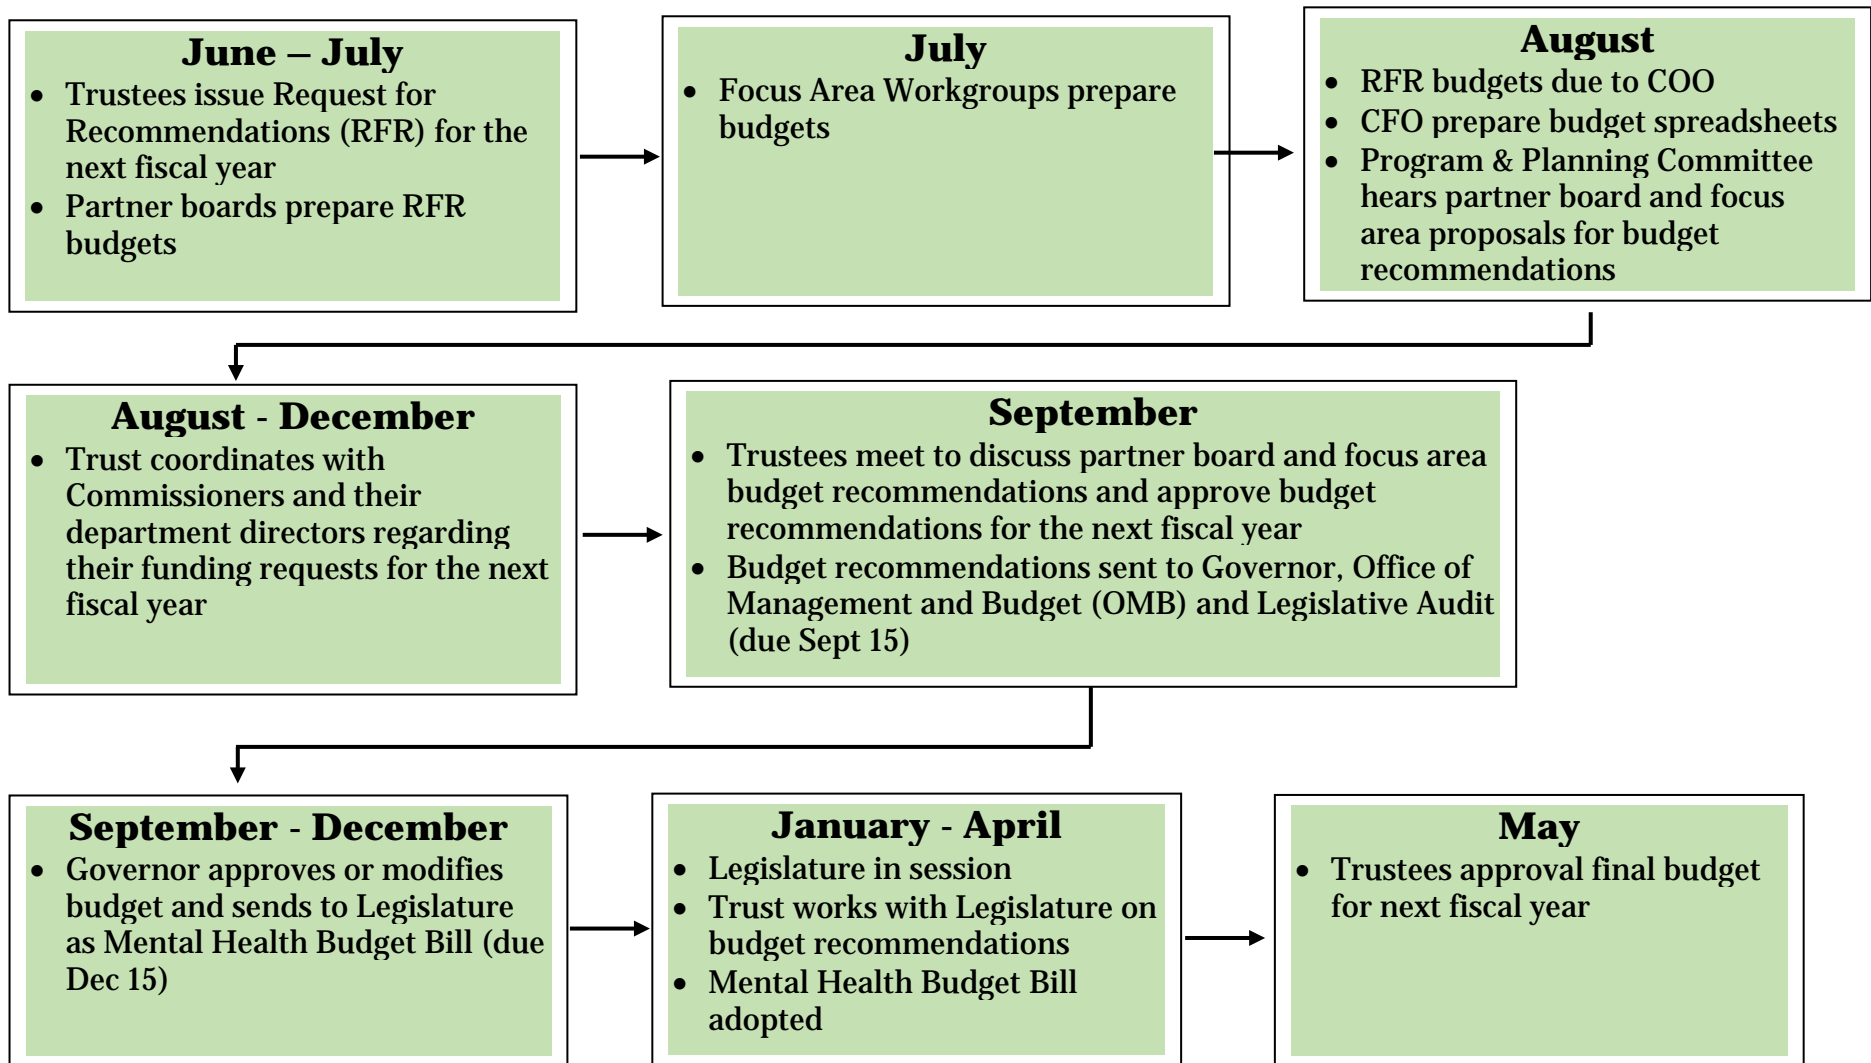 June – July
• Trustees issue Request for
Recommendations (RFR) for the
next fiscal year
• Partner boards prepare RFR
budgets
July
• Focus Area Workgroups prepare
budgets
August
• RFR budgets due to COO
• CFO prepare budget spreadsheets
• Program & Planning Committee
hears partner board and focus
area proposals for budget
recommendations
August - December
• Trust coordinates with
Commissioners and their
department directors regarding
their funding requests for the next
fiscal year
September
• Trustees meet to discuss partner board and focus area
budget recommendations and approve budget
recommendations for the next fiscal year
• Budget recommendations sent to Governor, Office of
Management and Budget (OMB) and Legislative Audit
(due Sept 15)
September - December
• Governor approves or modifies
budget and sends to Legislature
as Mental Health Budget Bill (due
Dec 15)
January - April
• Legislature in session
• Trust works with Legislature on
budget recommendations
• Mental Health Budget Bill
adopted
May
• Trustees approval final budget
for next fiscal year